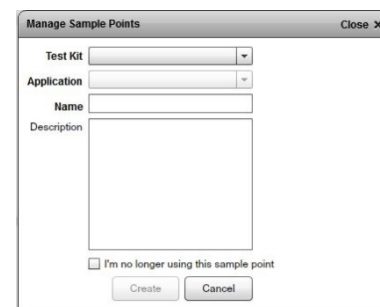 Manage Sample Points Close ×
Test Kit
Application
Name
Description
I'm no longer using this sample point
Create Cancel